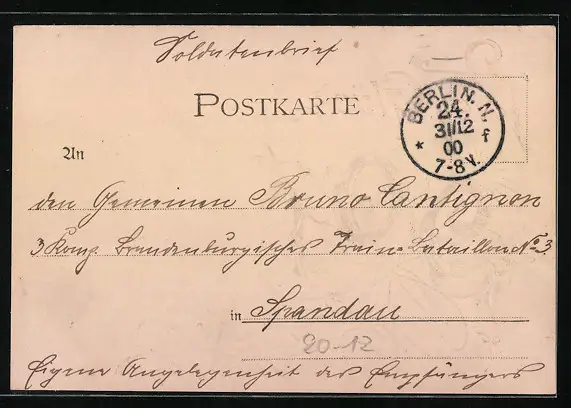 Soldatenbrief
POSTKARTE
BERLIN. N.
24.
31/12
00
7-8 V.
* f
An
den Gemeinen Bruno Cantignon
3 Komp. Brandenburgisches Train-Bataillon No. 3
in Spandau
80-12
Eigene Angelegenheit des Empfängers